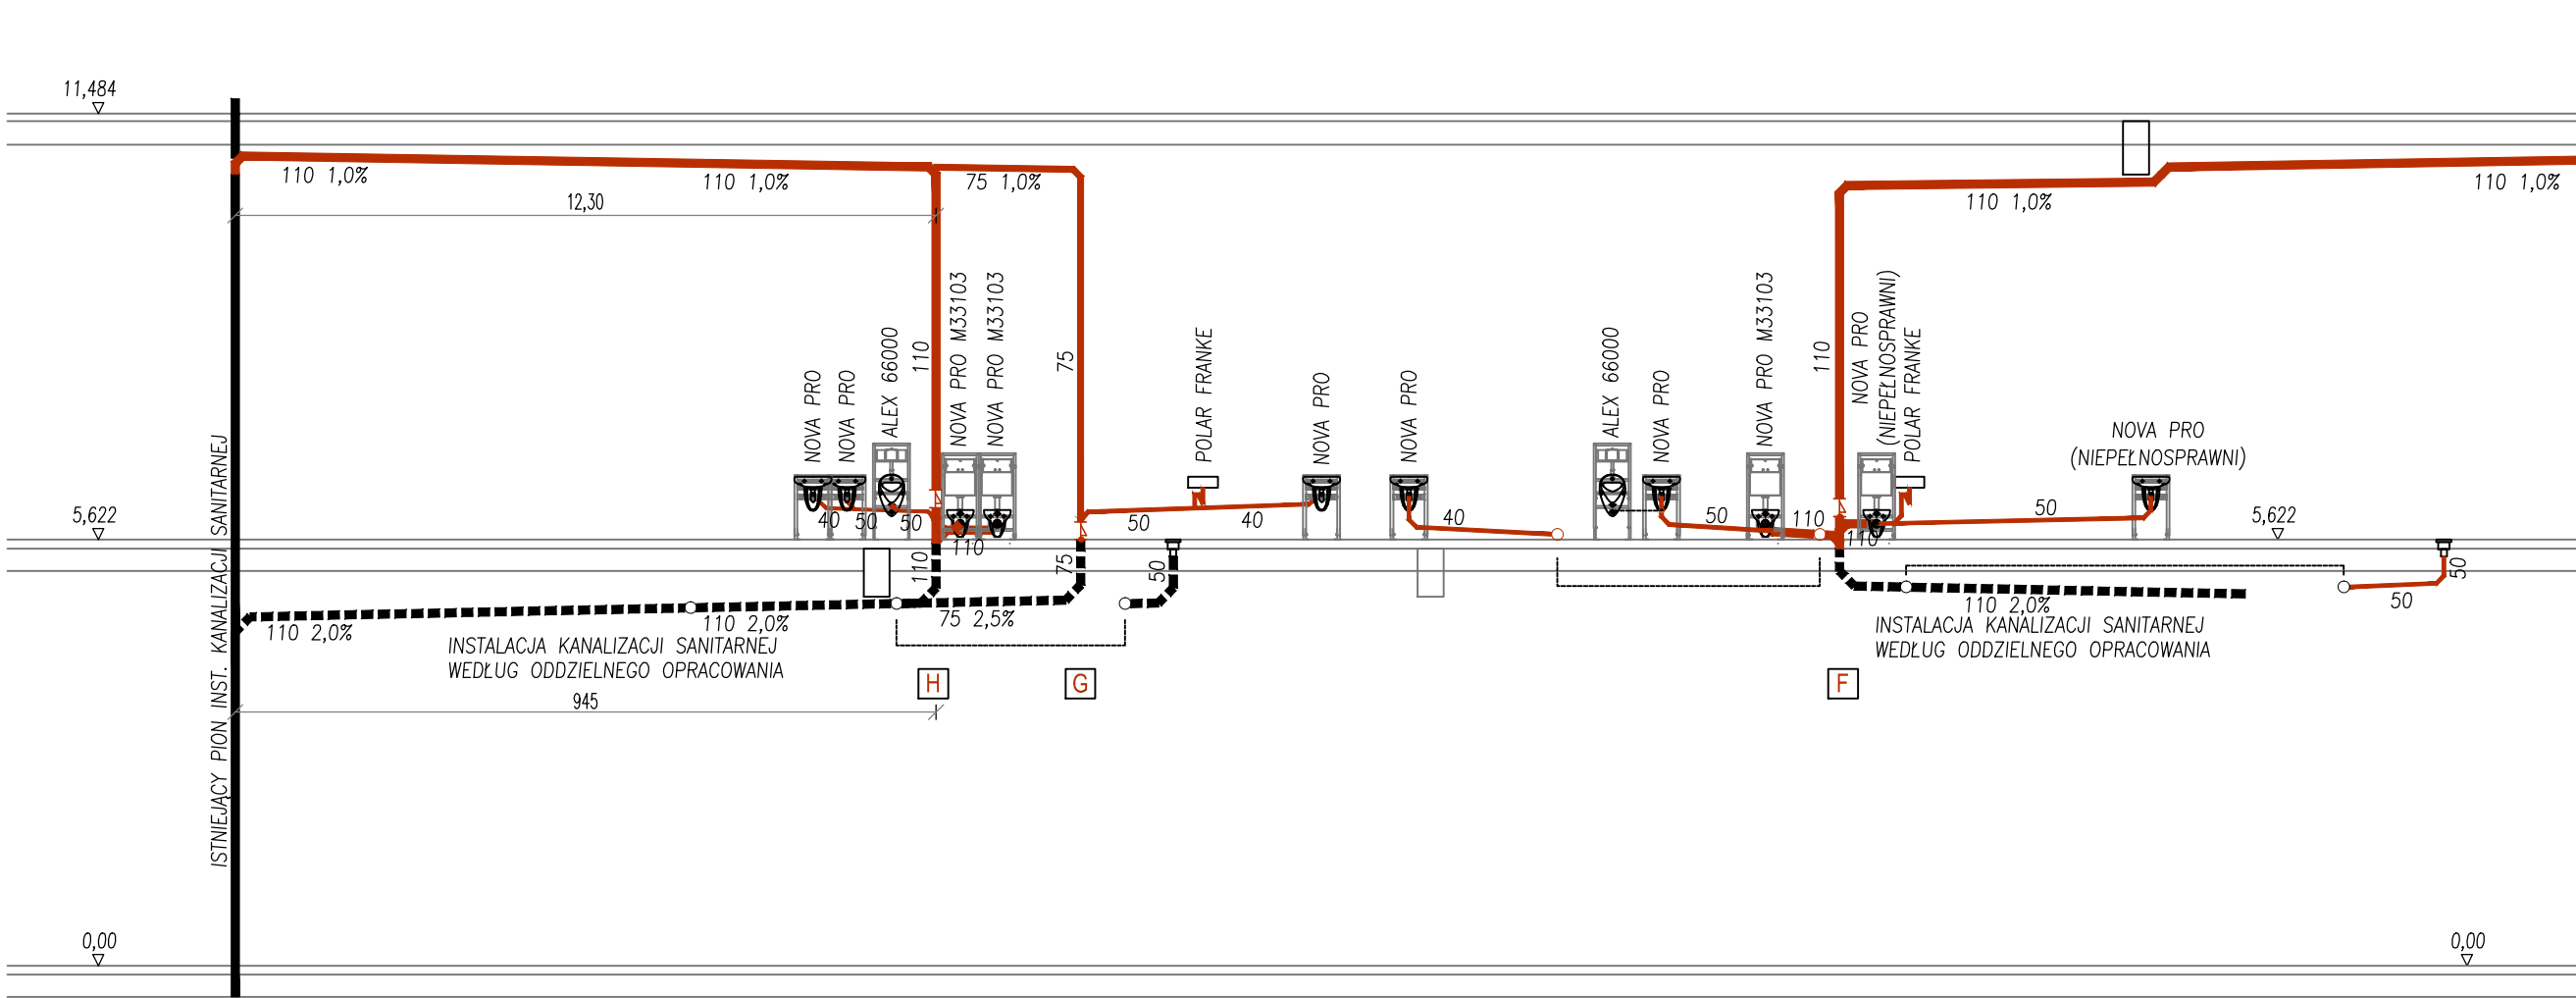 11,484
110 1,0%
110 1,0%
75 1,0%
12,30
110 1,0%
110 1,0%
ISTNIEJĄCY PION INST. KANALIZACJI SANITARNEJ
NOVA PRO
NOVA PRO
ALEX 66000
110
NOVA PRO M33103
NOVA PRO M33103
75
POLAR FRANKE
NOVA PRO
NOVA PRO
ALEX 66000
NOVA PRO
NOVA PRO M33103
110
NOVA PRO
(NIEPEŁNOSPRAWNI)
POLAR FRANKE
NOVA PRO
(NIEPEŁNOSPRAWNI)
5,622
40
50
50
110
50
40
40
50
110
110
50
5,622
110
75
50
50
50
110 2,0%
110 2,0%
75 2,5%
110 2,0%
INSTALACJA KANALIZACJI SANITARNEJ
WEDŁUG ODDZIELNEGO OPRACOWANIA
INSTALACJA KANALIZACJI SANITARNEJ
WEDŁUG ODDZIELNEGO OPRACOWANIA
H
G
F
945
0,00
0,00